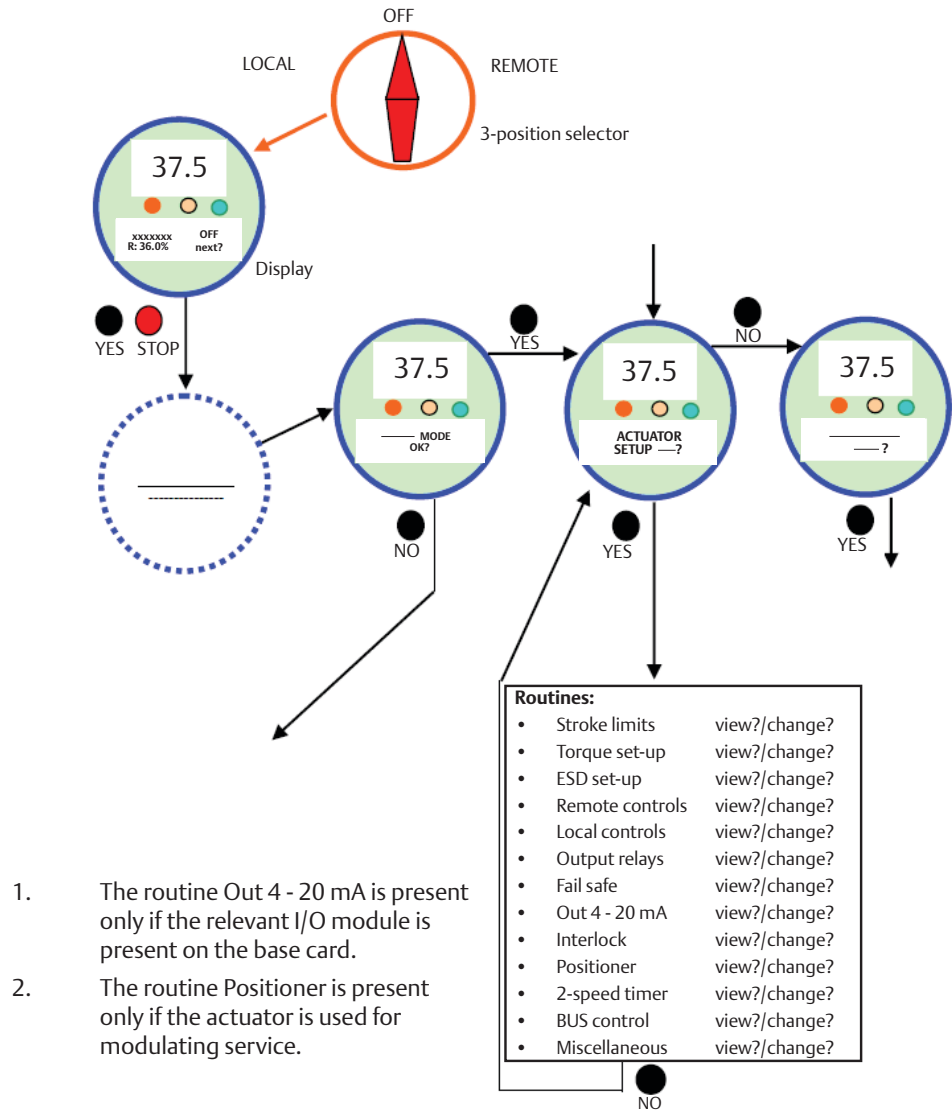 OFF
LOCAL
REMOTE
3-position selector
37.5
xxxxxxx OFF
R: 36.0% next?
Display
YES STOP
37.5
——— MODE
OK?
YES
NO
37.5
ACTUATOR
SETUP ——?
NO
YES
37.5
—— ?
YES
Routines:
• Stroke limits view?/change?
• Torque set-up view?/change?
• ESD set-up view?/change?
• Remote controls view?/change?
• Local controls view?/change?
• Output relays view?/change?
• Fail safe view?/change?
• Out 4 - 20 mA view?/change?
• Interlock view?/change?
• Positioner view?/change?
• 2-speed timer view?/change?
• BUS control view?/change?
• Miscellaneous view?/change?
NO
1. The routine Out 4 - 20 mA is present
only if the relevant I/O module is
present on the base card.
2. The routine Positioner is present
only if the actuator is used for
modulating service.